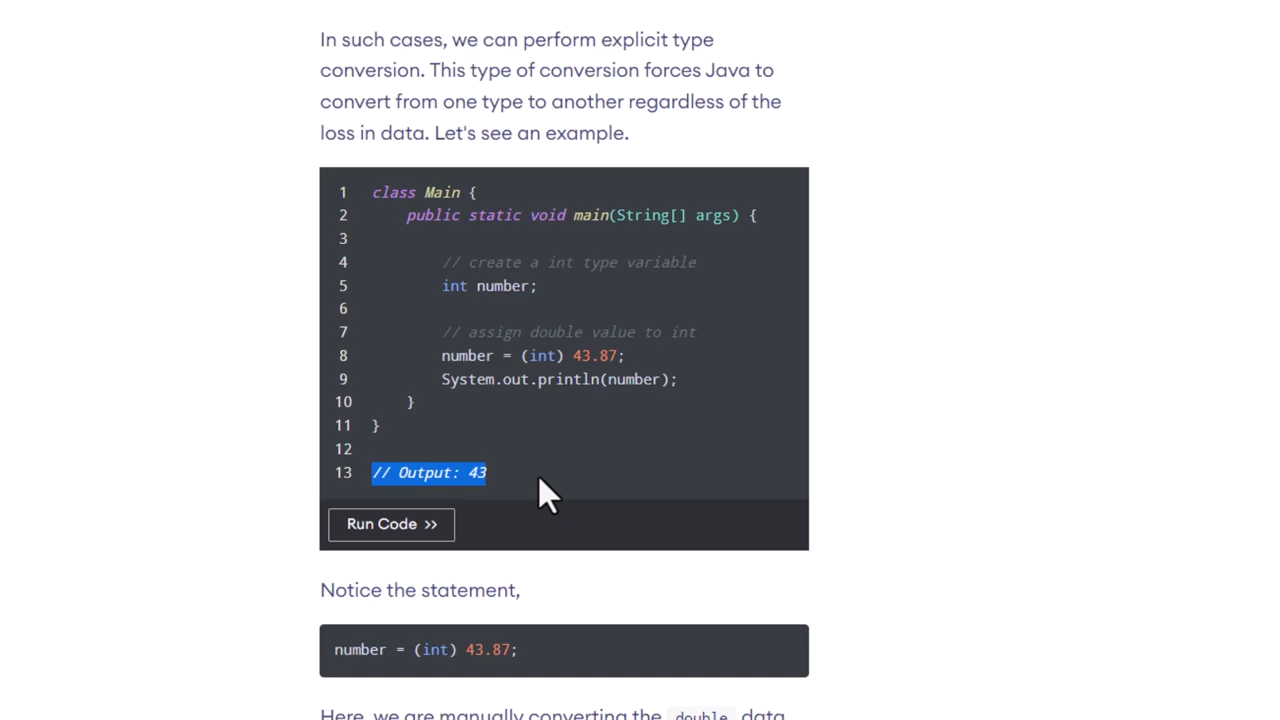 In such cases, we can perform explicit type
conversion. This type of conversion forces Java to
convert from one type to another regardless of the
loss in data. Let's see an example.
1 class Main {
2 public static void main(String[] args) {
3
4 // create a int type variable
5 int number;
6
7 // assign double value to int
8 number = (int) 43.87;
9 System.out.println(number);
10 }
11 }
12
13 // Output: 43
Run Code >>
Notice the statement,
number = (int) 43.87;
Here, we are manually converting the double data